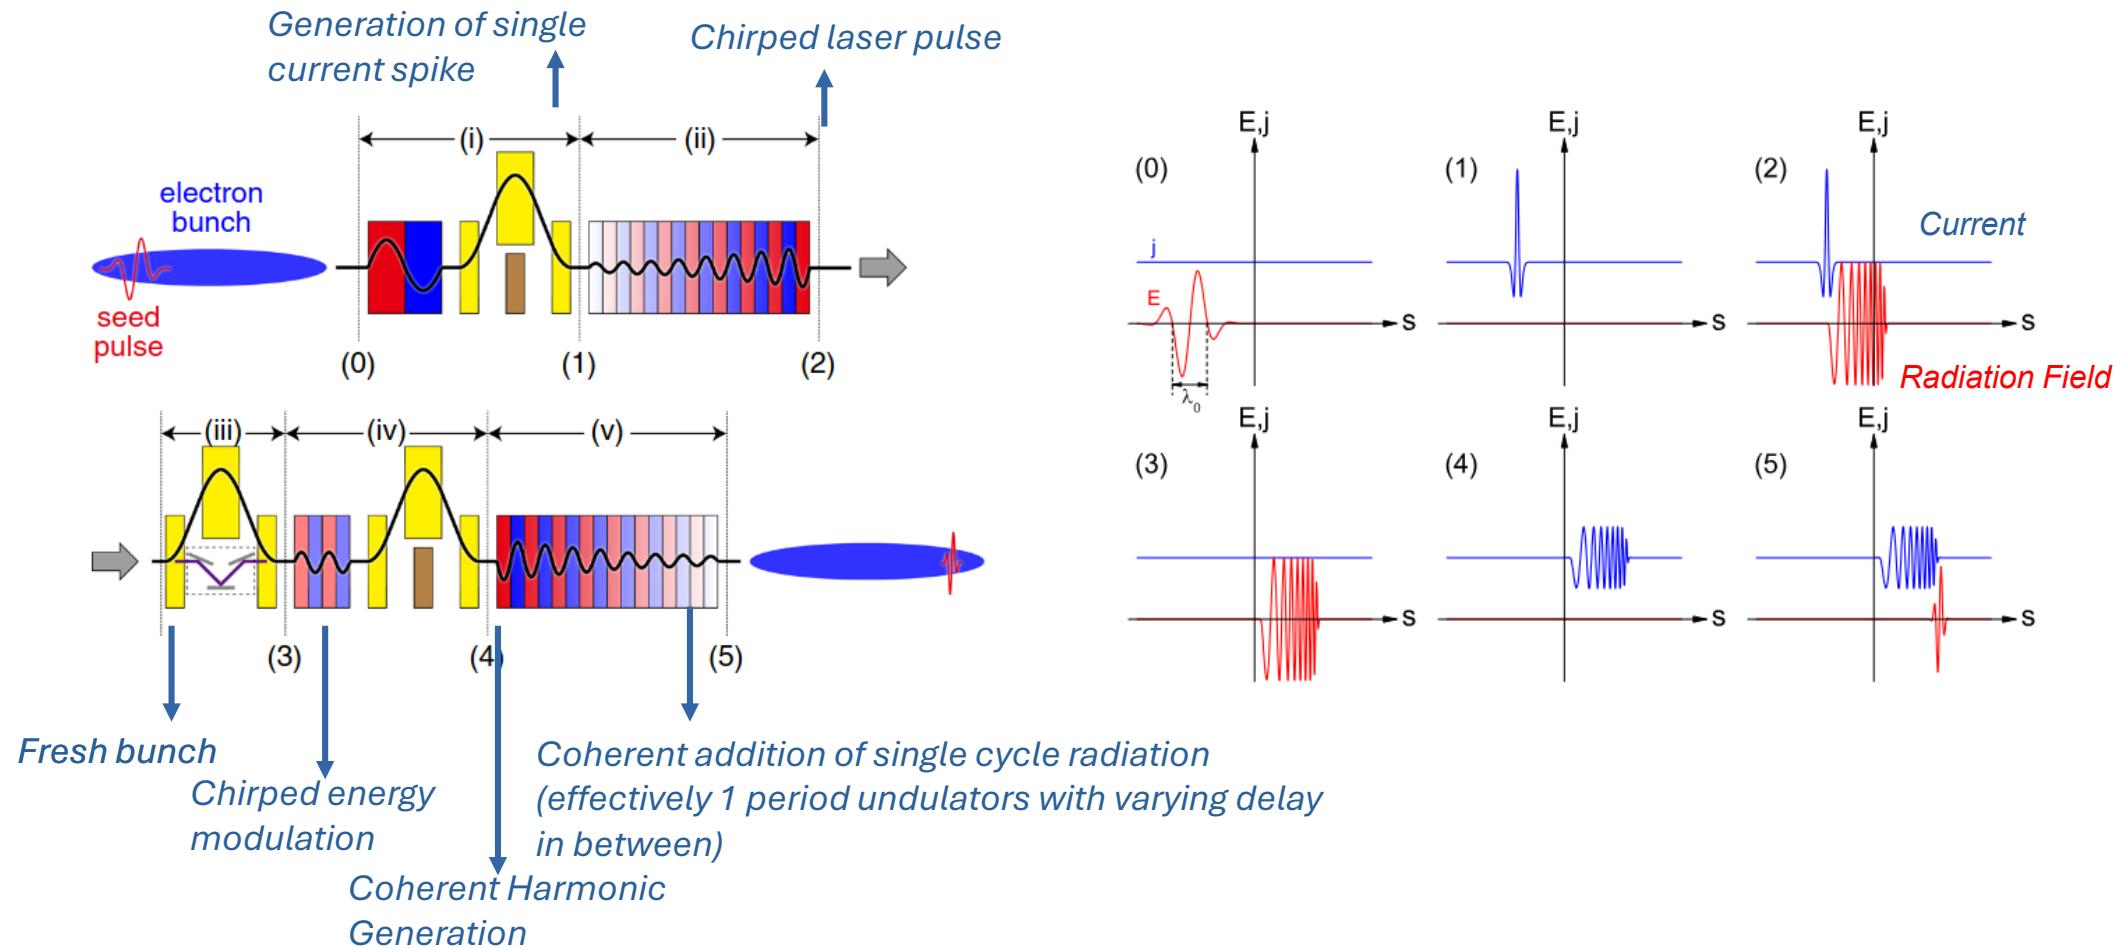 Generation of single
current spike
Chirped laser pulse
(i)
(ii)
electron
bunch
seed
pulse
(0)
(1)
(2)
(iii)
(iv)
(v)
(3)
(4)
(5)
Fresh bunch
Chirped energy
modulation
Coherent addition of single cycle radiation
(effectively 1 period undulators with varying delay
in between)
Coherent Harmonic
Generation
E,j
(0)
j
E
S
λ0
E,j
(1)
S
E,j
(2)
Current
S
Radiation Field
E,j
(3)
S
E,j
(4)
S
E,j
(5)
S